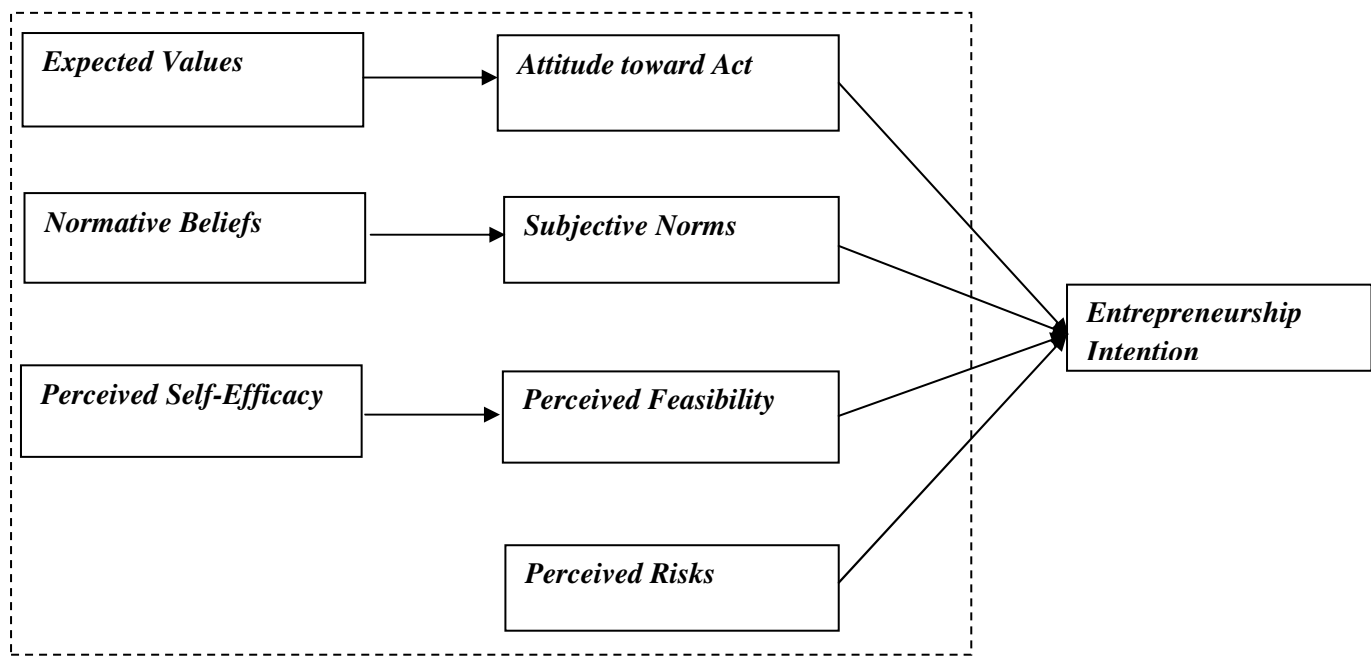 Expected Values
Attitude toward Act
Normative Beliefs
Subjective Norms
Entrepreneurship
Intention
Perceived Self-Efficacy
Perceived Feasibility
Perceived Risks